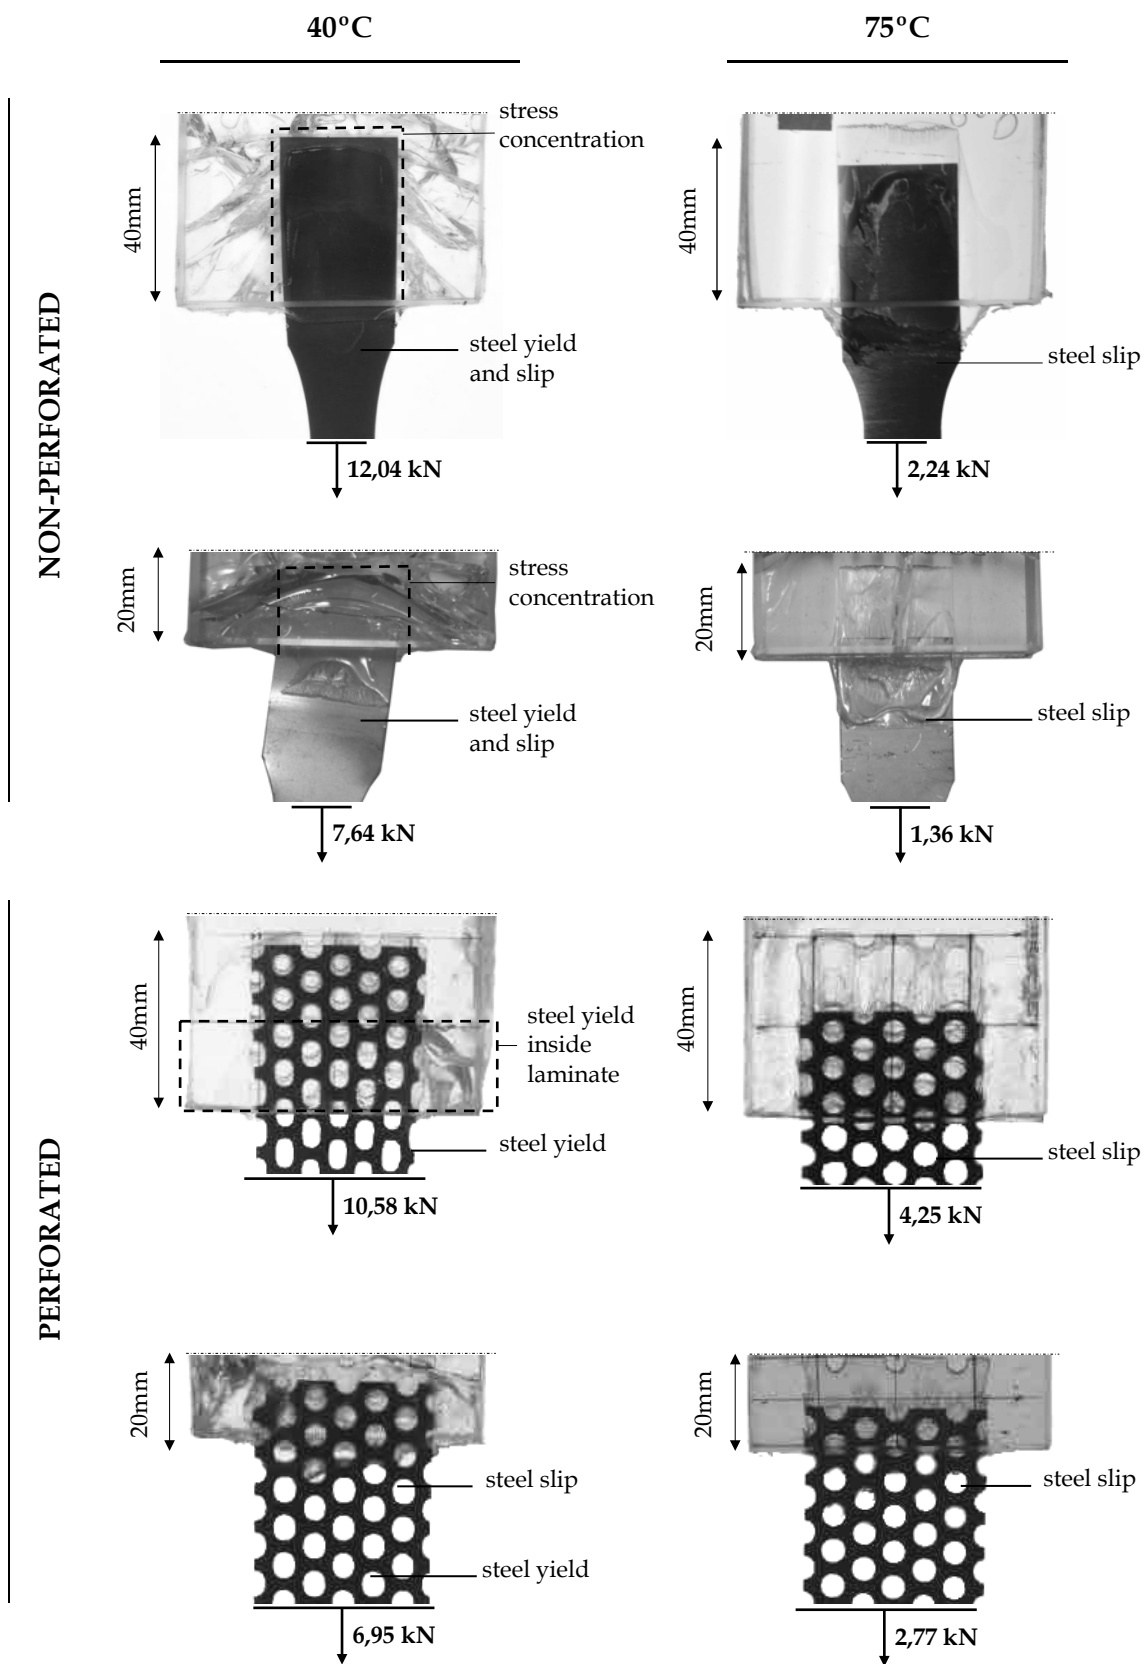 40°C
75°C
NON-PERFORATED
40mm
stress
concentration
steel yield
and slip
12,04 kN
40mm
steel slip
2,24 kN
20mm
stress
concentration
steel yield
and slip
7,64 kN
20mm
steel slip
1,36 kN
PERFORATED
40mm
steel yield
inside
laminate
steel yield
10,58 kN
40mm
steel slip
4,25 kN
20mm
steel slip
steel yield
6,95 kN
20mm
steel slip
2,77 kN